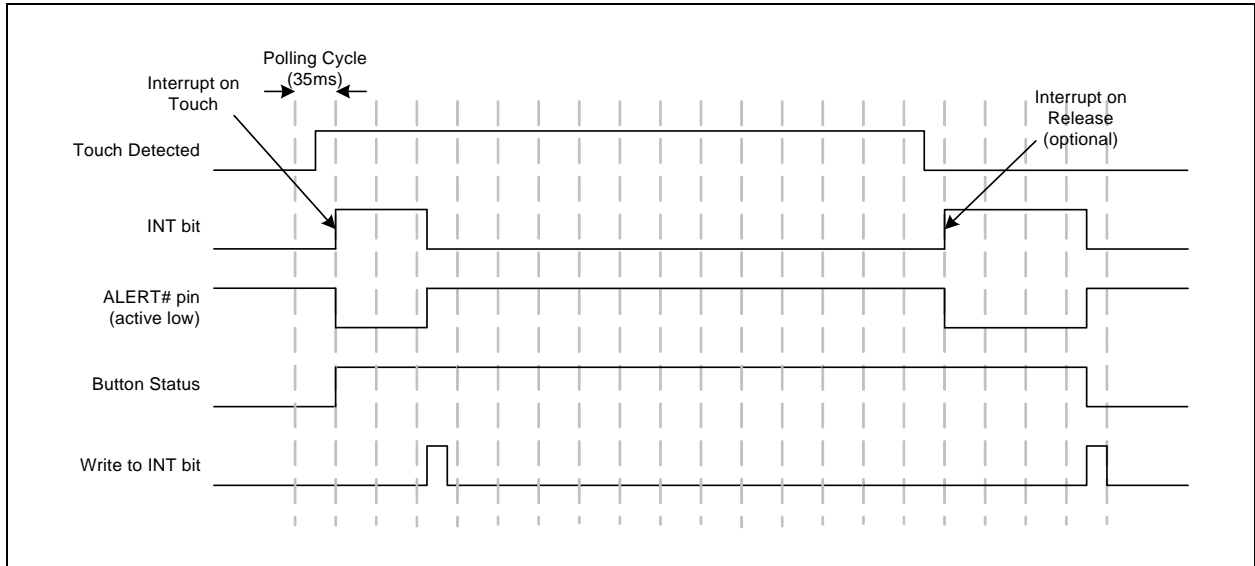 Polling Cycle
(35ms)
Interrupt on
Touch
Interrupt on
Release
(optional)
Touch Detected
INT bit
ALERT# pin
(active low)
Button Status
Write to INT bit